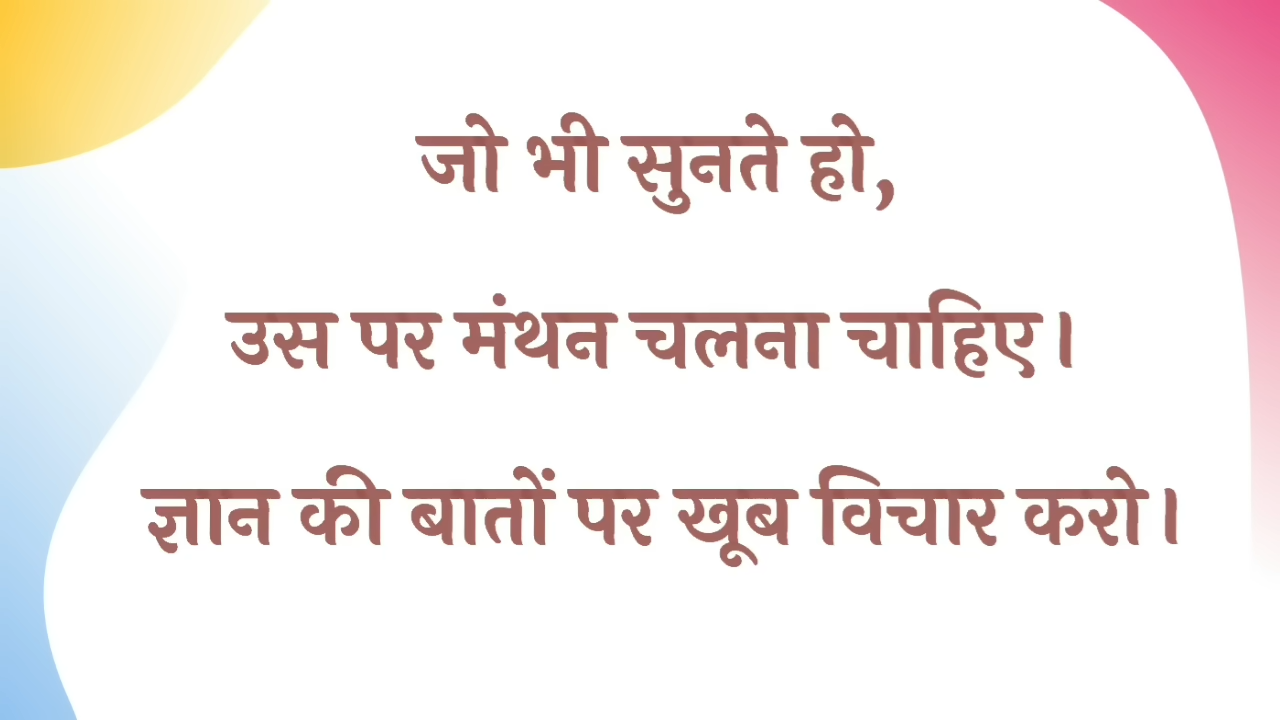 जो भी सुनते हो,
उस पर मंथन चलना चाहिए।
ज्ञान की बातों पर खूब विचार करो।